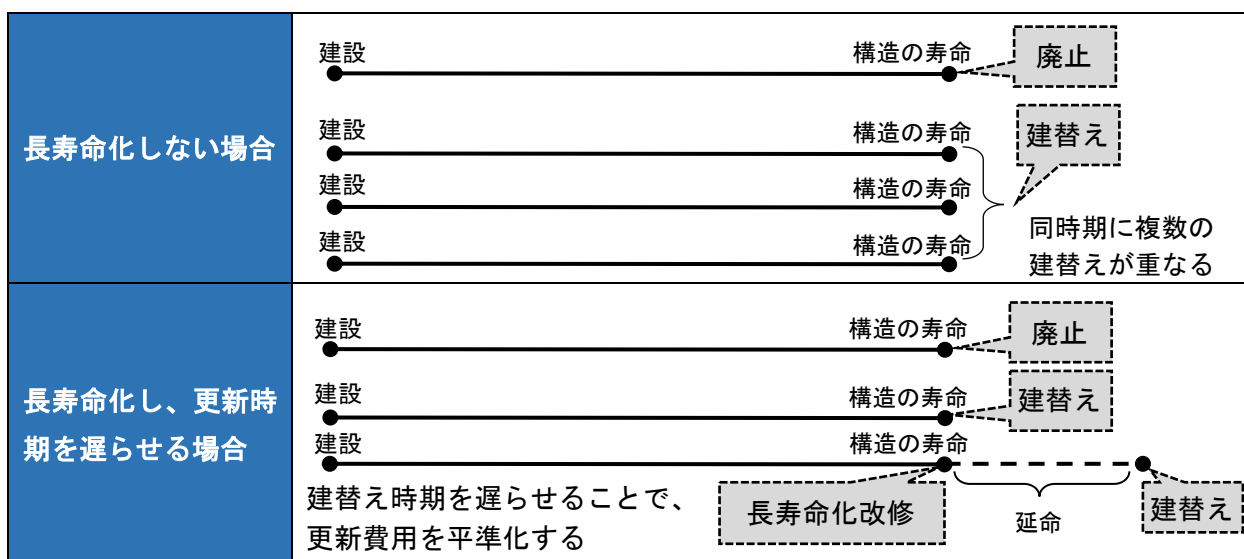 長寿命化しない場合
建設
構造の寿命
廃止
建設
構造の寿命
建替え
建設
構造の寿命
建設
構造の寿命
同時期に複数の
建替えが重なる
長寿命化し、更新時
期を遅らせる場合
建設
構造の寿命
廃止
建設
構造の寿命
建替え
建設
構造の寿命
建替え時期を遅らせることで、
更新費用を平準化する
長寿命化改修
延命
建替え